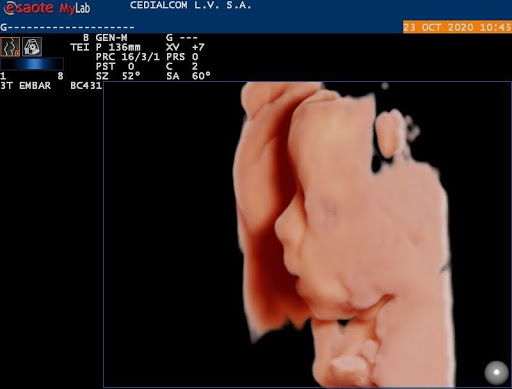 esaote MyLab
CEDIALCOM L.V. S.A.
G--------------------
23 OCT 2020 10:45
B GEN-M G ---
TEI P 136mm XV +7
PRC 16/3/1 PRS 0
PST 0 C 2
1 8 SZ 52° SA 60°
3T EMBAR BC431